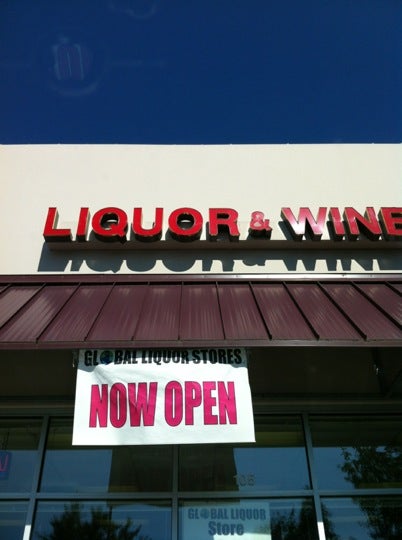 LIQUOR & WINE
GLOBAL LIQUOR STORES
NOW OPEN
105
GLOBAL LIQUOR
Store